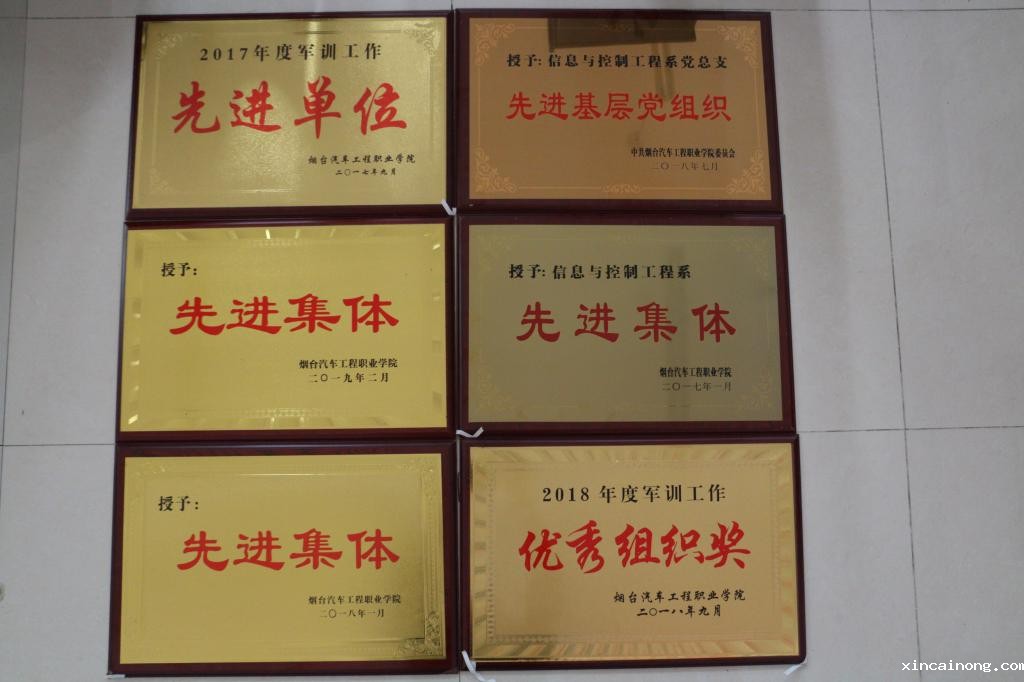 2017年度军训工作
先进单位
烟台汽车工程职业学院
二〇一七年九月
授予：信息与控制工程系党总支
先进基层党组织
中共烟台汽车工程职业学院委员会
二〇一八年七月
授予：
先进集体
烟台汽车工程职业学院
二〇一九年二月
授予：信息与控制工程系
先进集体
烟台汽车工程职业学院
二〇一七年一月
授予：
先进集体
烟台汽车工程职业学院
二〇一八年一月
2018年度军训工作
优秀组织奖
烟台汽车工程职业学院
二〇一八年九月
xincainong.com